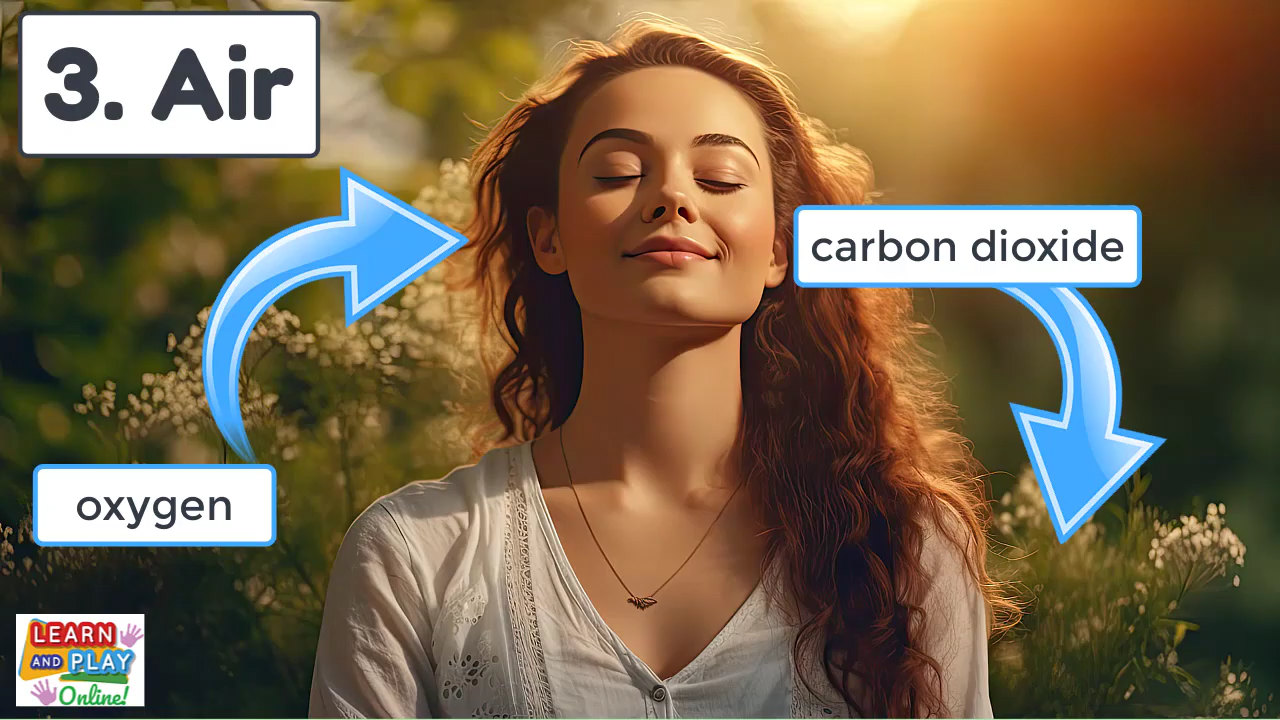 3. Air
carbon dioxide
oxygen
LEARN
AND PLAY
Online!